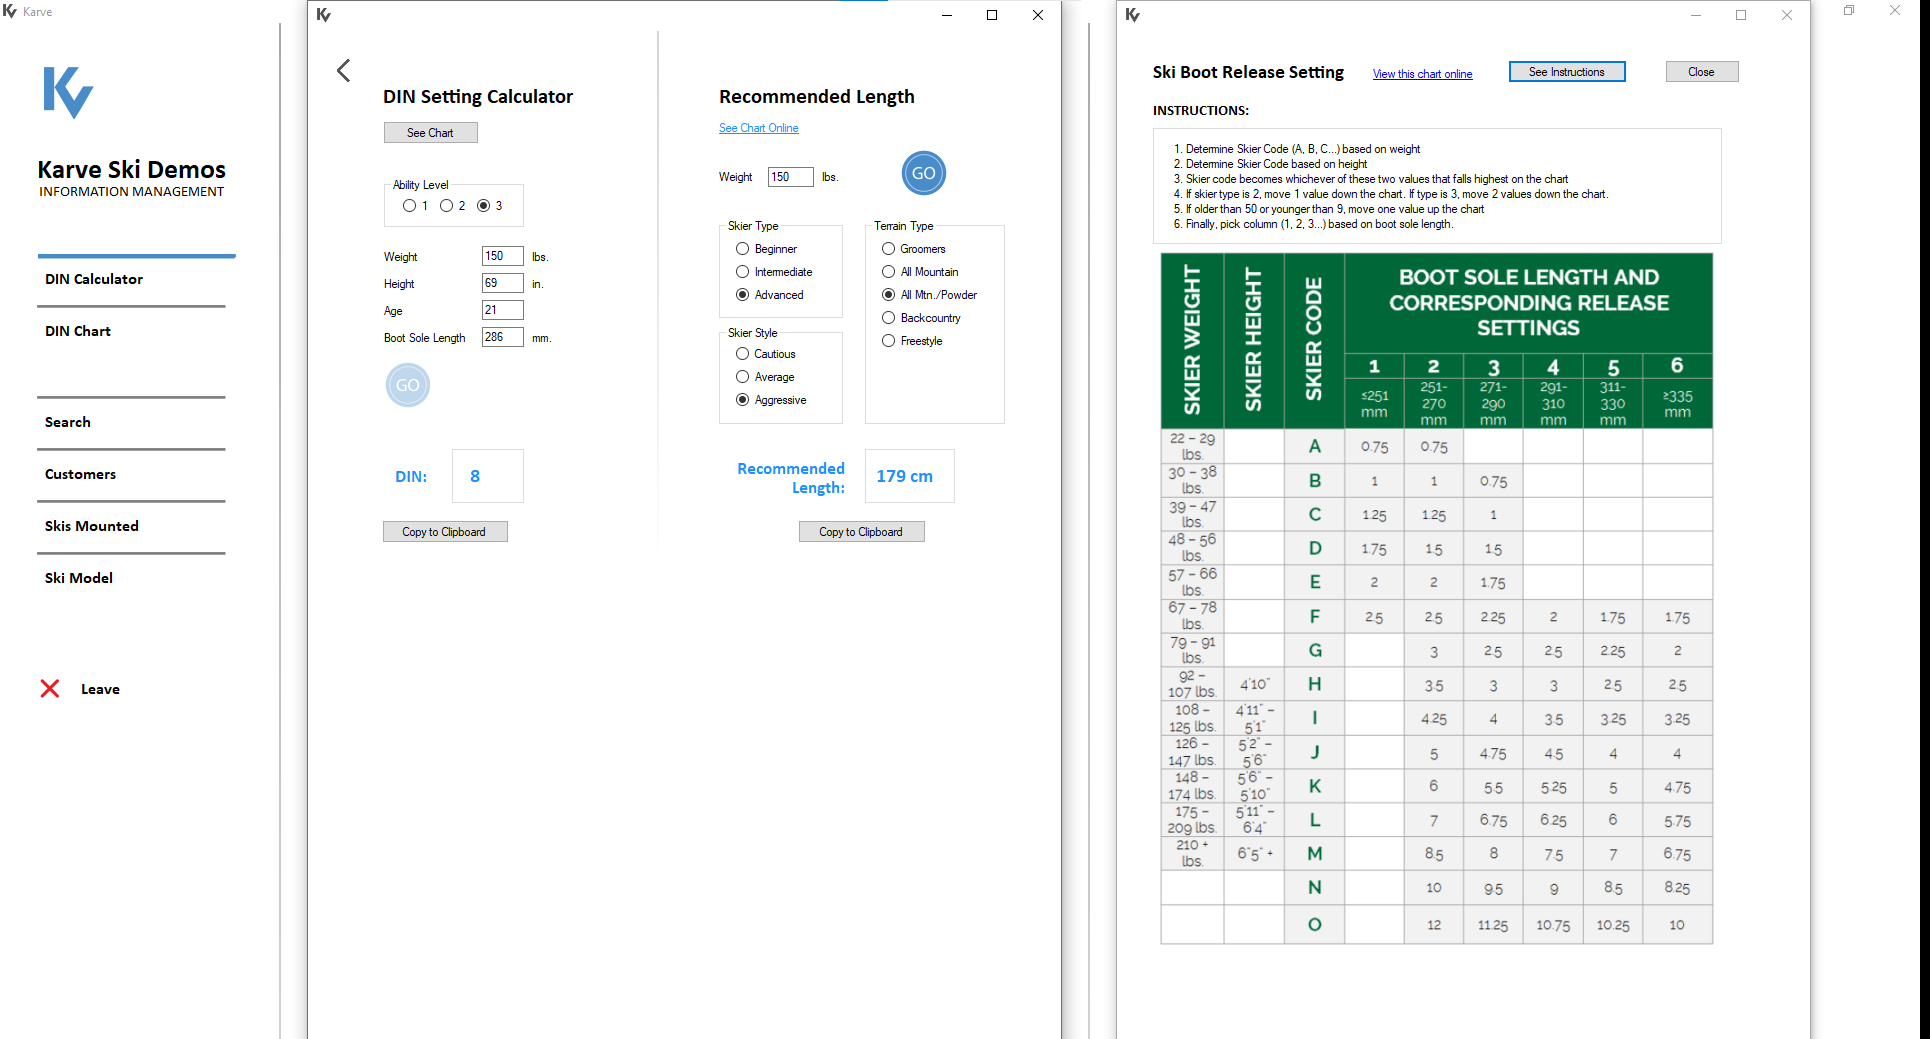 Karve
Karve Ski Demos
INFORMATION MANAGEMENT
DIN Calculator
DIN Chart
Search
Customers
Skis Mounted
Ski Model
Leave
DIN Setting Calculator
See Chart
Ability Level
1 2 3
Weight 150 lbs.
Height 69 in.
Age 21
Boot Sole Length 286 mm.
GO
DIN: 8
Copy to Clipboard
Recommended Length
See Chart Online
Weight 150 lbs.
GO
Skier Type
Beginner
Intermediate
Advanced
Skier Style
Cautious
Average
Aggressive
Terrain Type
Groomers
All Mountain
All Mtn./Powder
Backcountry
Freestyle
Recommended
Length:
179 cm
Copy to Clipboard
Ski Boot Release Setting View this chart online See Instructions Close
INSTRUCTIONS:
1. Determine Skier Code (A, B, C...) based on weight
2. Determine Skier Code based on height
3. Skier code becomes whichever of these two values that falls highest on the chart
4. If skier type is 2, move 1 value down the chart. If type is 3, move 2 values down the chart.
5. If older than 50 or younger than 9, move one value up the chart
6. Finally, pick column (1, 2, 3...) based on boot sole length.
SKIER WEIGHT
SKIER HEIGHT
SKIER CODE
BOOT SOLE LENGTH AND
CORRESPONDING RELEASE
SETTINGS
1 2 3 4 5 6
≤251 mm 251-270 mm 271-290 mm 291-310 mm 311-330 mm ≥335 mm
22 – 29 lbs. A 0.75 0.75
30 – 38 lbs. B 1 1 0.75
39 – 47 lbs. C 1.25 1.25 1
48 – 56 lbs. D 1.75 1.5 1.5
57 – 66 lbs. E 2 2 1.75
67 – 78 lbs. F 2.5 2.5 2.25 2 1.75 1.75
79 – 91 lbs. G 3 2.5 2.5 2.25 2
92 – 107 lbs. 4'10" H 3.5 3 3 2.5 2.5
108 – 125 lbs. 4'11" – 5'1" I 4.25 4 3.5 3.25 3.25
126 – 147 lbs. 5'2" – 5'6" J 5 4.75 4.5 4 4
148 – 174 lbs. 5'6" – 5'10" K 6 5.5 5.25 5 4.75
175 – 209 lbs. 5'11" – 6'4" L 7 6.75 6.25 6 5.75
210 + lbs. 6"5" + M 8.5 8 7.5 7 6.75
N 10 9.5 9 8.5 8.25
O 12 11.25 10.75 10.25 10